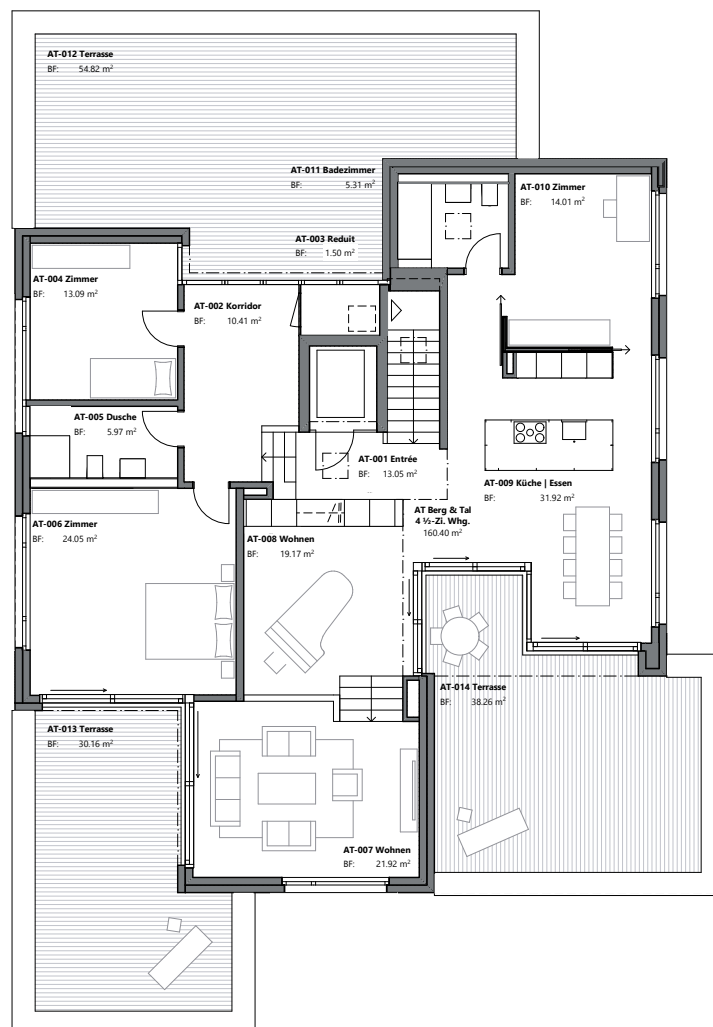 AT-012 Terrasse
BF: 54.82 m²
AT-011 Badezimmer
BF: 5.31 m²
AT-010 Zimmer
BF: 14.01 m²
AT-003 Reduit
BF: 1.50 m²
AT-004 Zimmer
BF: 13.09 m²
AT-002 Korridor
BF: 10.41 m²
AT-005 Dusche
BF: 5.97 m²
AT-001 Entrée
BF: 13.05 m²
AT-009 Küche | Essen
BF: 31.92 m²
AT Berg & Tal
4 ½-Zi. Whg.
160.40 m²
AT-006 Zimmer
BF: 24.05 m²
AT-008 Wohnen
BF: 19.17 m²
AT-014 Terrasse
BF: 38.26 m²
AT-013 Terrasse
BF: 30.16 m²
AT-007 Wohnen
BF: 21.92 m²